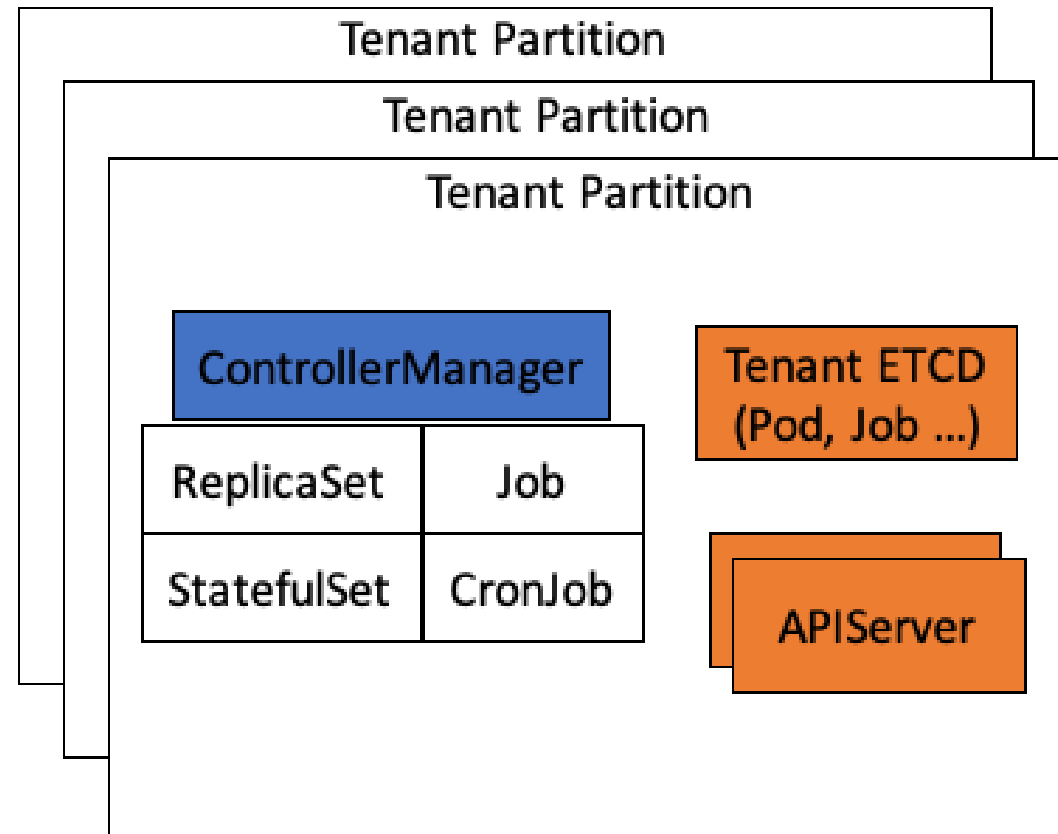 Tenant Partition
Tenant Partition
Tenant Partition
ControllerManager
Tenant ETCD
(Pod, Job ...)
ReplicaSet
Job
StatefulSet
CronJob
APIServer